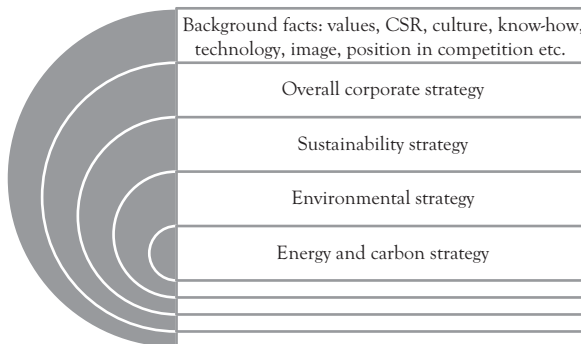 Background facts: values, CSR, culture, know-how,
technology, image, position in competition etc.
Overall corporate strategy
Sustainability strategy
Environmental strategy
Energy and carbon strategy